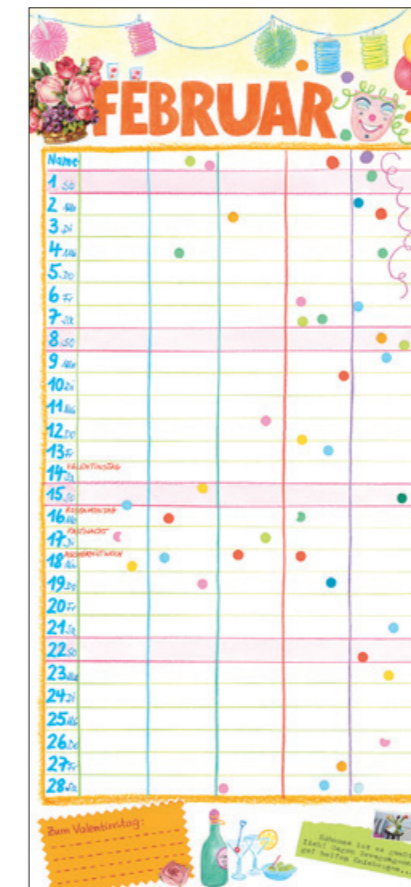 FEBRUAR
Name
1 So
2 Mo
3 Di
4 Mi
5 Do
6 Fr
7 Sa
8 So
9 Mo
10 Di
11 Mi
12 Do
13 Fr
14 Sa VALENTINSTAG
15 So
16 Mo ROSENMONTAG
17 Di FASTNACHT
18 Mi ASCHERMITTWOCH
19 Do
20 Fr
21 Sa
22 So
23 Mo
24 Di
25 Mi
26 Do
27 Fr
28 Sa
Zum Valentinstag: